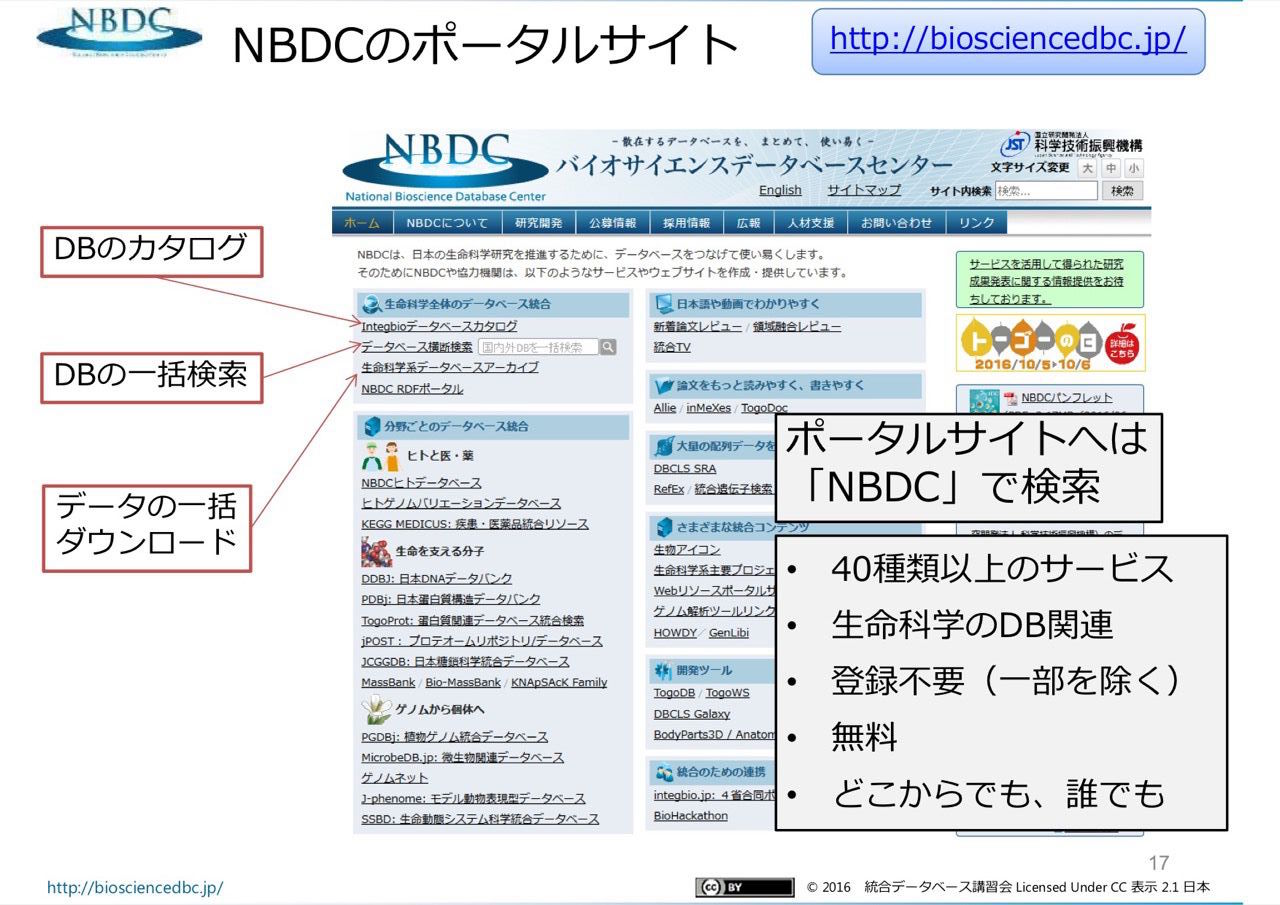 NBDC
NBDCのポータルサイト
http://biosciencedbc.jp/
NBDC
National Bioscience Database Center
－散在するデータベースを、まとめて、使い易く－
バイオサイエンスデータベースセンター
JST
国立研究開発法人
科学技術振興機構
文字サイズ変更 大 中 小
English サイトマップ サイト内検索 検索... 検索
ホーム NBDCについて 研究開発 公募情報 採用情報 広報 人材支援 お問い合わせ リンク
NBDCは、日本の生命科学研究を推進するために、データベースをつなげて使い易くします。
そのためにNBDCや協力機関は、以下のようなサービスやウェブサイトを作成・提供しています。
DBのカタログ
DBの一括検索
データの一括
ダウンロード
生命科学全体のデータベース統合
Integbioデータベースカタログ
データベース横断検索 国内外DBを一括検索
生命科学系データベースアーカイブ
NBDC RDFポータル
分野ごとのデータベース統合
ヒトと医・薬
NBDCヒトデータベース
ヒトゲノムバリエーションデータベース
KEGG MEDICUS: 疾患・医薬品統合リソース
生命を支える分子
DDBJ: 日本DNAデータバンク
PDBj: 日本蛋白質構造データバンク
TogoProt: 蛋白質関連データベース統合検索
jPOST： プロテオームリポジトリ/データベース
JCGGDB: 日本糖鎖科学統合データベース
MassBank / Bio-MassBank / KNApSAcK Family
ゲノムから個体へ
PGDBj: 植物ゲノム統合データベース
MicrobeDB.jp: 微生物関連データベース
ゲノムネット
J-phenome: モデル動物表現型データベース
SSBD: 生命動態システム科学統合データベース
日本語や動画でわかりやすく
新着論文レビュー / 領域融合レビュー
統合TV
論文をもっと読みやすく、書きやすく
Allie / inMeXes / TogoDoc
大量の配列データを
DBCLS SRA
RefEx / 統合遺伝子検索
さまざまな統合コンテンツ
生物アイコン
生命科学系主要プロジェ
Webリソースポータルサ
ゲノム解析ツールリンク
HOWDY / GenLibi
開発ツール
TogoDB / TogoWS
DBCLS Galaxy
BodyParts3D / Anatom
統合のための連携
integbio.jp: ４省合同ポ
BioHackathon
サービスを活用して得られた研究
成果発表に関する情報提供をお待
ちしております。
トーゴーの日
2016/10/5▸10/6
詳細は
こちら
NBDCパンフレット
ポータルサイトへは
「NBDC」で検索
• 40種類以上のサービス
• 生命科学のDB関連
• 登録不要（一部を除く）
• 無料
• どこからでも、誰でも
17
http://biosciencedbc.jp/
cc BY
© 2016 統合データベース講習会 Licensed Under CC 表示 2.1 日本